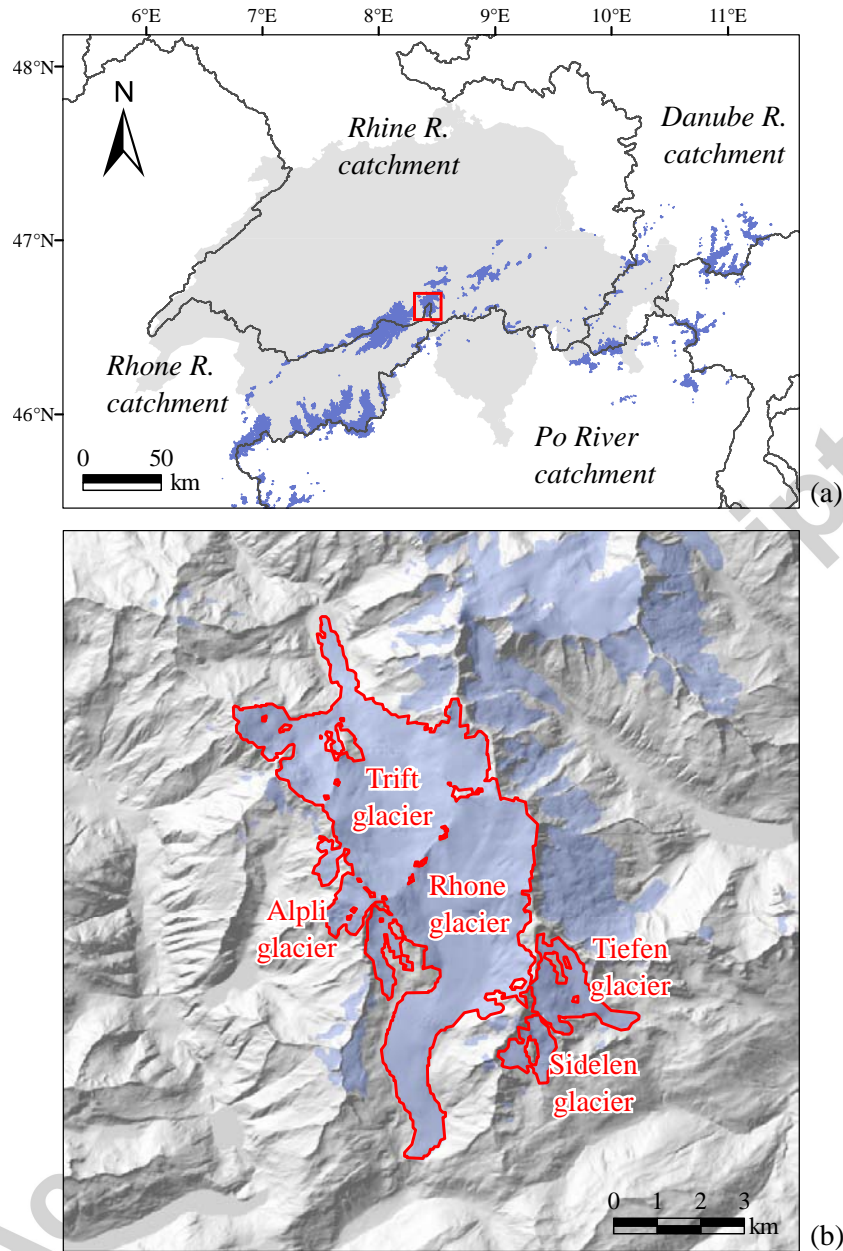 6°E 7°E 8°E 9°E 10°E 11°E
48°N
N
Rhine R.
catchment
Danube R.
catchment
47°N
Rhone R.
catchment
46°N
Po River
catchment
0 50
km
(a)
Trift
glacier
Rhone
glacier
Alpli
glacier
Tiefen
glacier
Sidelen
glacier
0 1 2 3
km
(b)